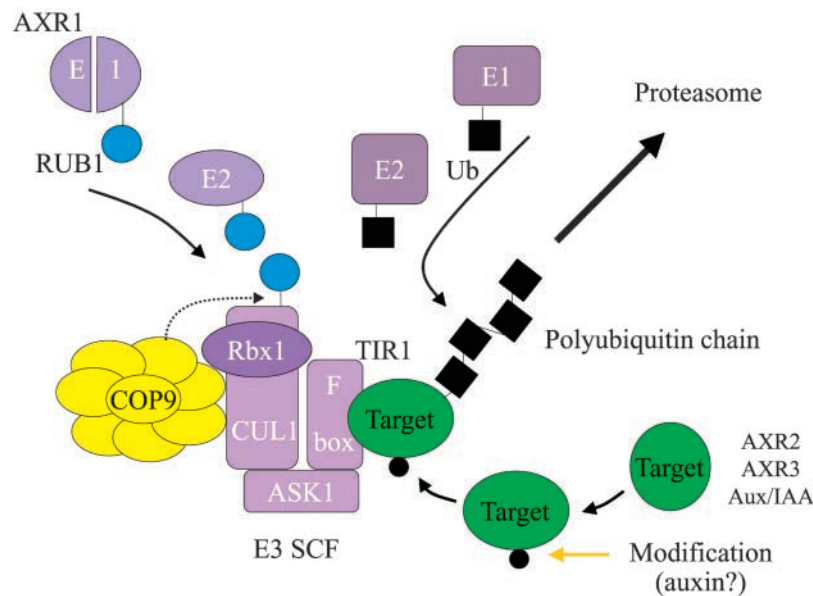 AXR1
E 1
RUB1
E2
E1
E2
Ub
Proteasome
Polyubiquitin chain
Rbx1
TIR1
COP9
CUL1
F
box
Target
ASK1
E3 SCF
Target
Target
AXR2
AXR3
Aux/IAA
Modification
(auxin?)